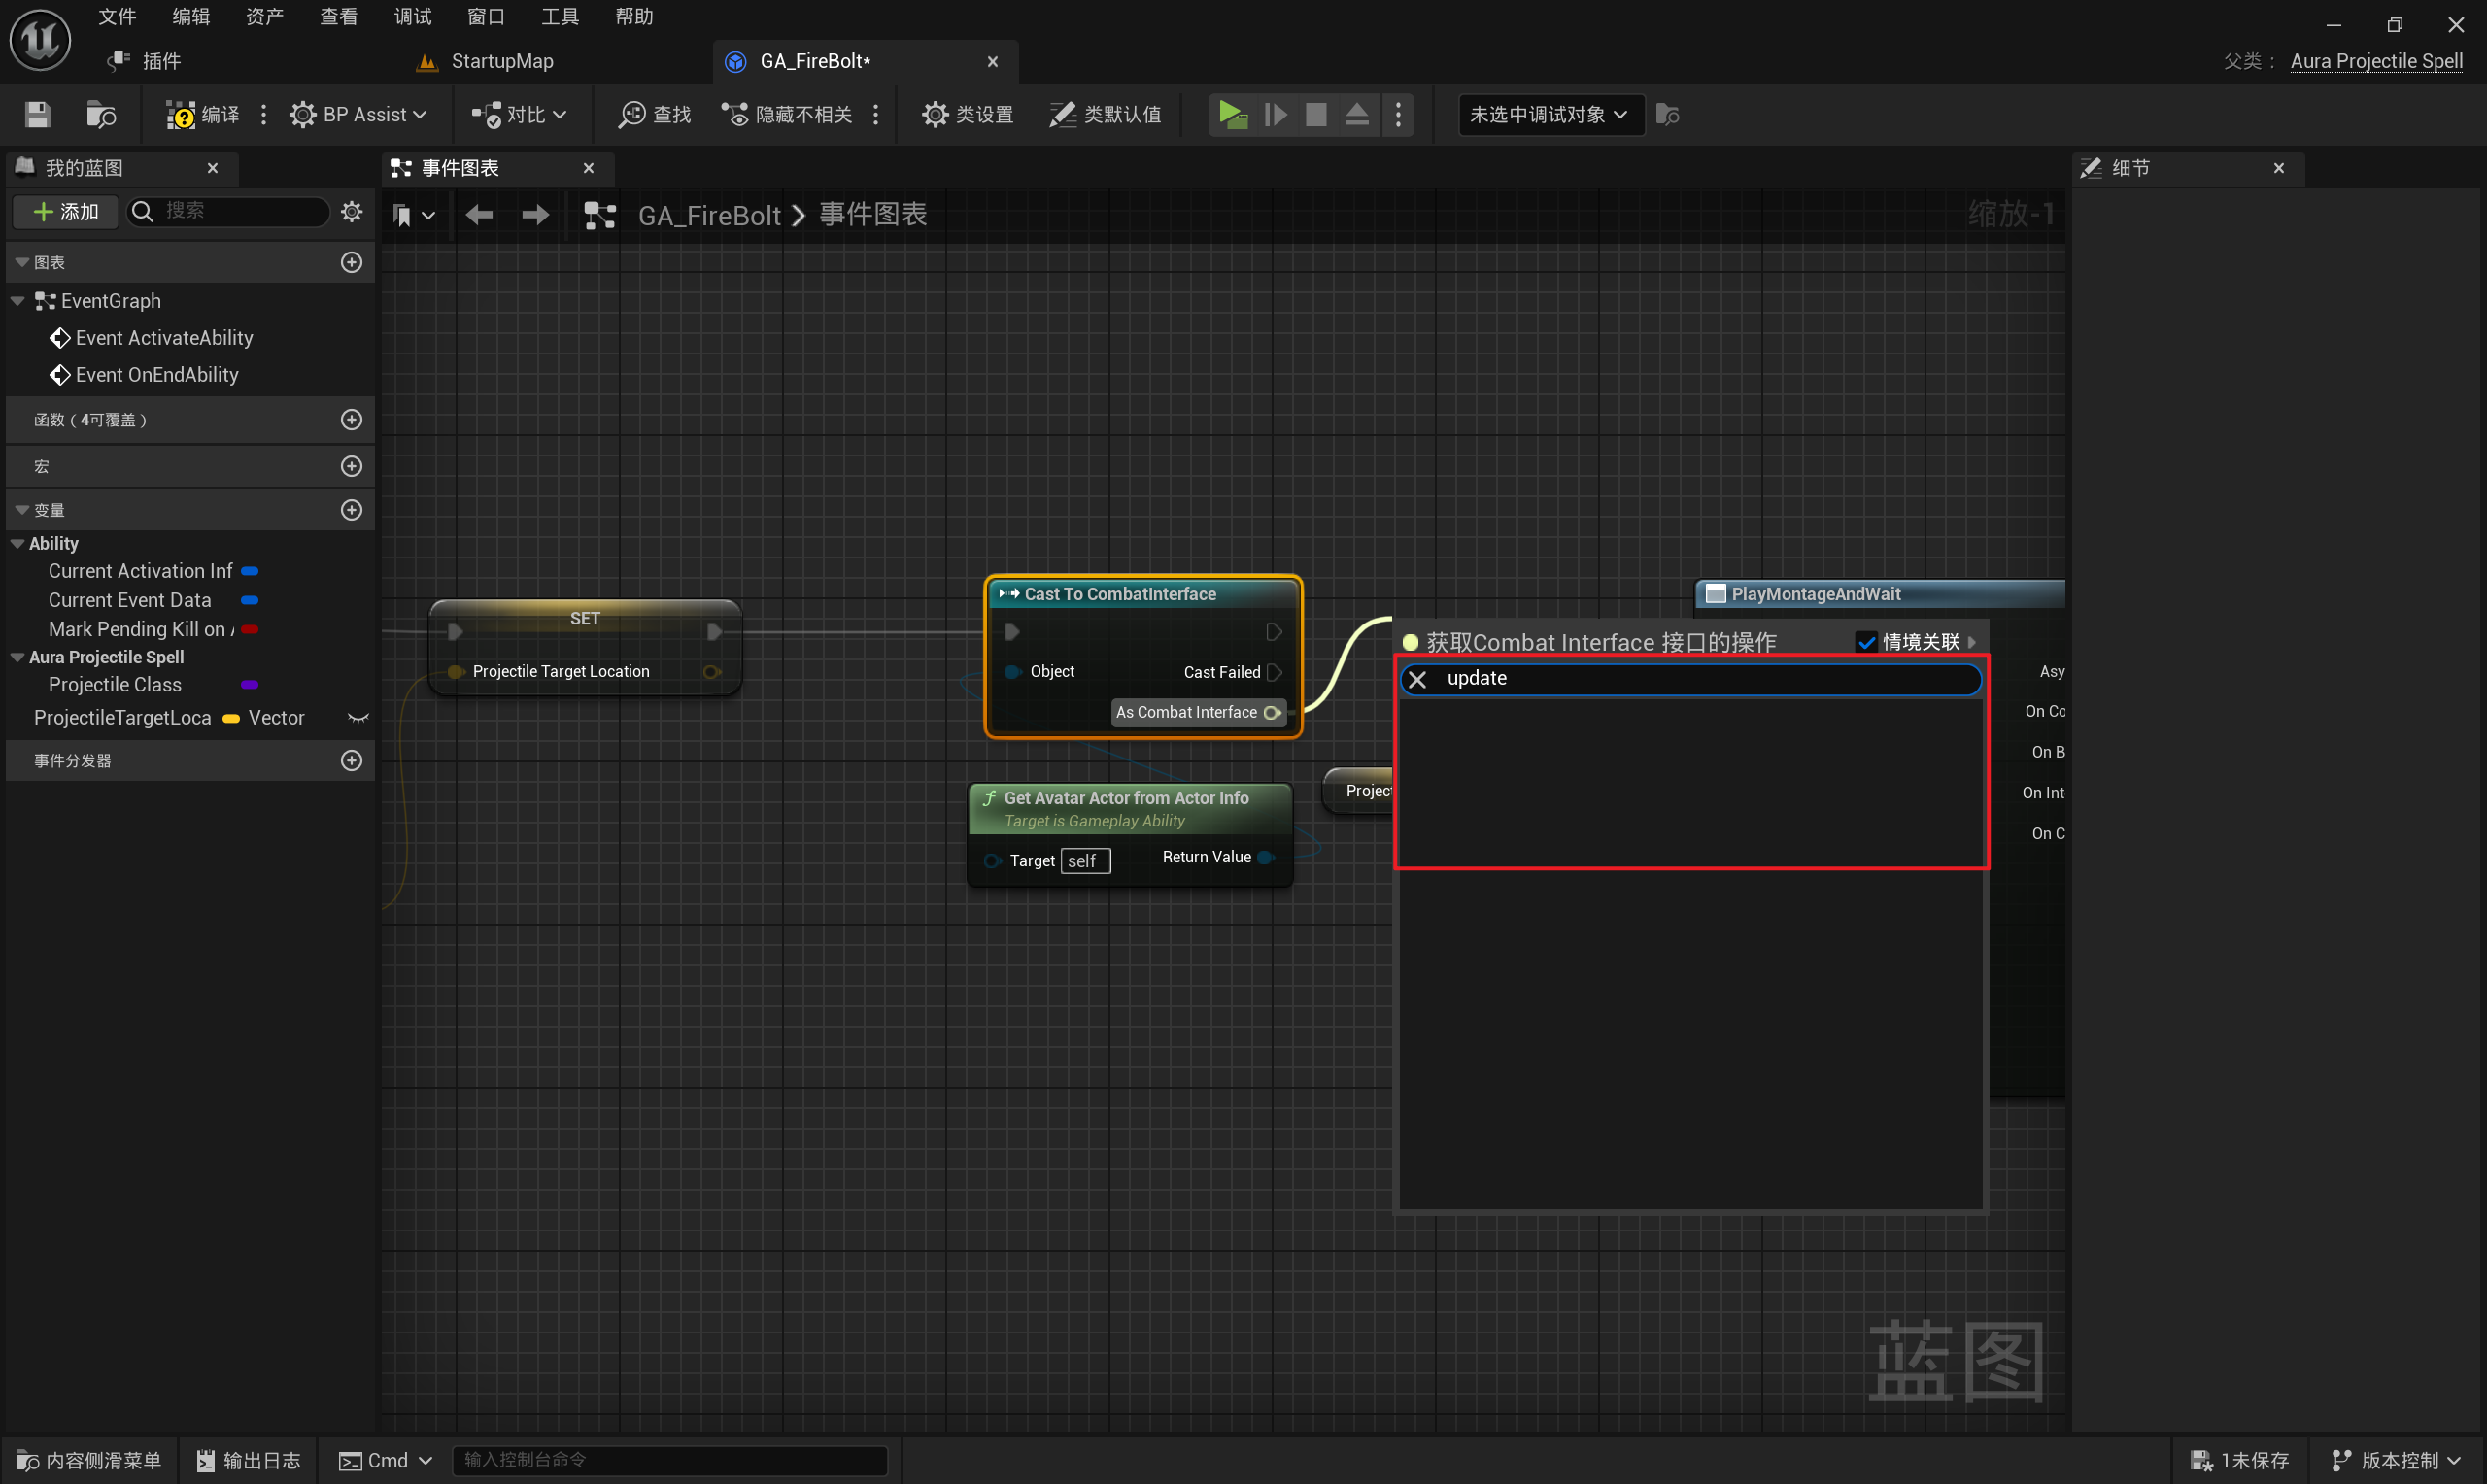 文件 编辑 资产 查看 调试 窗口 工具 帮助
插件 StartupMap GA_FireBolt* 父类： Aura Projectile Spell
编译 BP Assist 对比 查找 隐藏不相关 类设置 类默认值 未选中调试对象
我的蓝图 事件图表 细节
添加 搜索 GA_FireBolt 事件图表 缩放-1
图表
EventGraph
Event ActivateAbility
Event OnEndAbility
函数（4可覆盖）
宏
变量
Ability
Current Activation Inf
Current Event Data
Mark Pending Kill on
Aura Projectile Spell
Projectile Class
ProjectileTargetLoca Vector
事件分发器
SET
Projectile Target Location
Cast To CombatInterface
Object Cast Failed
As Combat Interface
Get Avatar Actor from Actor Info
Target is Gameplay Ability
Target self Return Value
Project
PlayMontageAndWait
获取Combat Interface 接口的操作 情境关联
update
Asy
On Co
On B
On Int
On C
蓝图
内容侧滑菜单 输出日志 Cmd 输入控制台命令 1未保存 版本控制